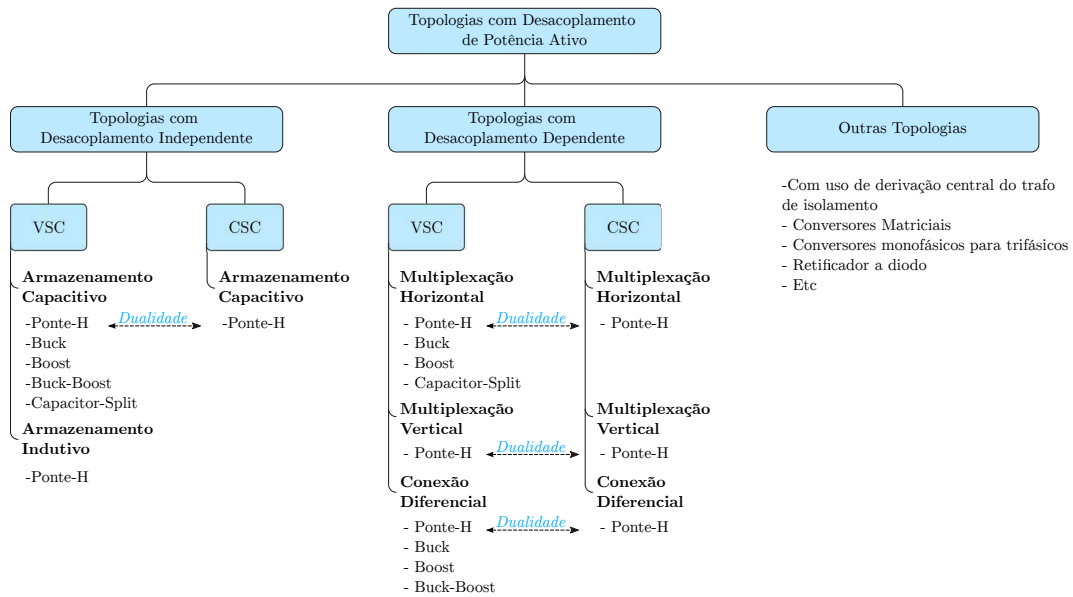 Topologias com Desacoplamento
de Potência Ativo
Topologias com
Desacoplamento Independente
Topologias com
Desacoplamento Dependente
Outras Topologias
VSC
CSC
VSC
CSC
-Com uso de derivação central do trafo
de isolamento
- Conversores Matriciais
- Conversores monofásicos para trifásicos
- Retificador a diodo
- Etc
Armazenamento
Capacitivo
-Ponte-H
-Buck
-Boost
-Buck-Boost
-Capacitor-Split
Armazenamento
Indutivo
-Ponte-H
Dualidade
Armazenamento
Capacitivo
-Ponte-H
Multiplexação
Horizontal
- Ponte-H
- Buck
- Boost
- Capacitor-Split
Multiplexação
Vertical
- Ponte-H
Conexão
Diferencial
- Ponte-H
- Buck
- Boost
- Buck-Boost
Dualidade
Dualidade
Dualidade
Multiplexação
Horizontal
- Ponte-H
Multiplexação
Vertical
- Ponte-H
Conexão
Diferencial
- Ponte-H